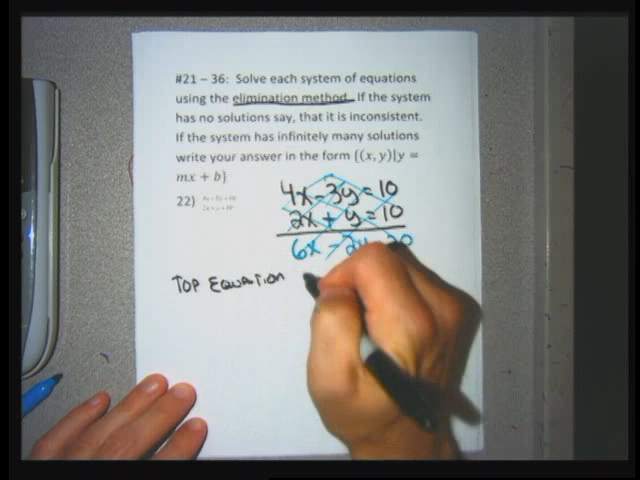 #21 – 36: Solve each system of equations
using the elimination method. If the system
has no solutions say, that it is inconsistent.
If the system has infinitely many solutions
write your answer in the form {(x, y)|y =
mx + b}
22)
4x - 3y = 10
2x + y = 10
6x - 2y 20
TOP EQUATION